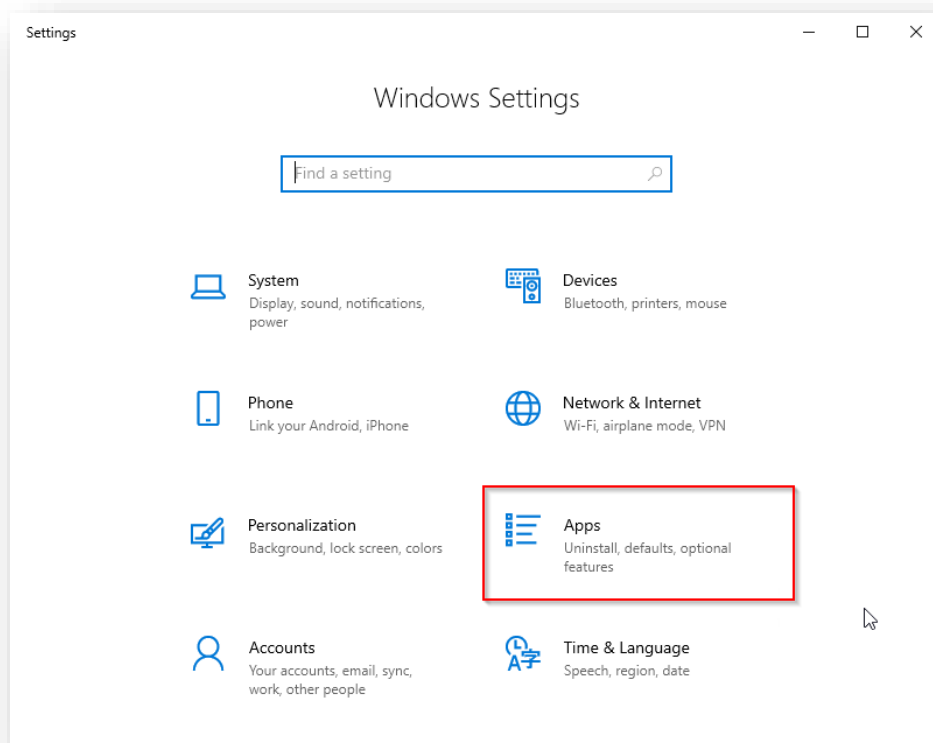 Settings
Windows Settings
Find a setting
System
Display, sound, notifications,
power
Devices
Bluetooth, printers, mouse
Phone
Link your Android, iPhone
Network & Internet
Wi-Fi, airplane mode, VPN
Personalization
Background, lock screen, colors
Apps
Uninstall, defaults, optional
features
Accounts
Your accounts, email, sync,
work, other people
Time & Language
Speech, region, date